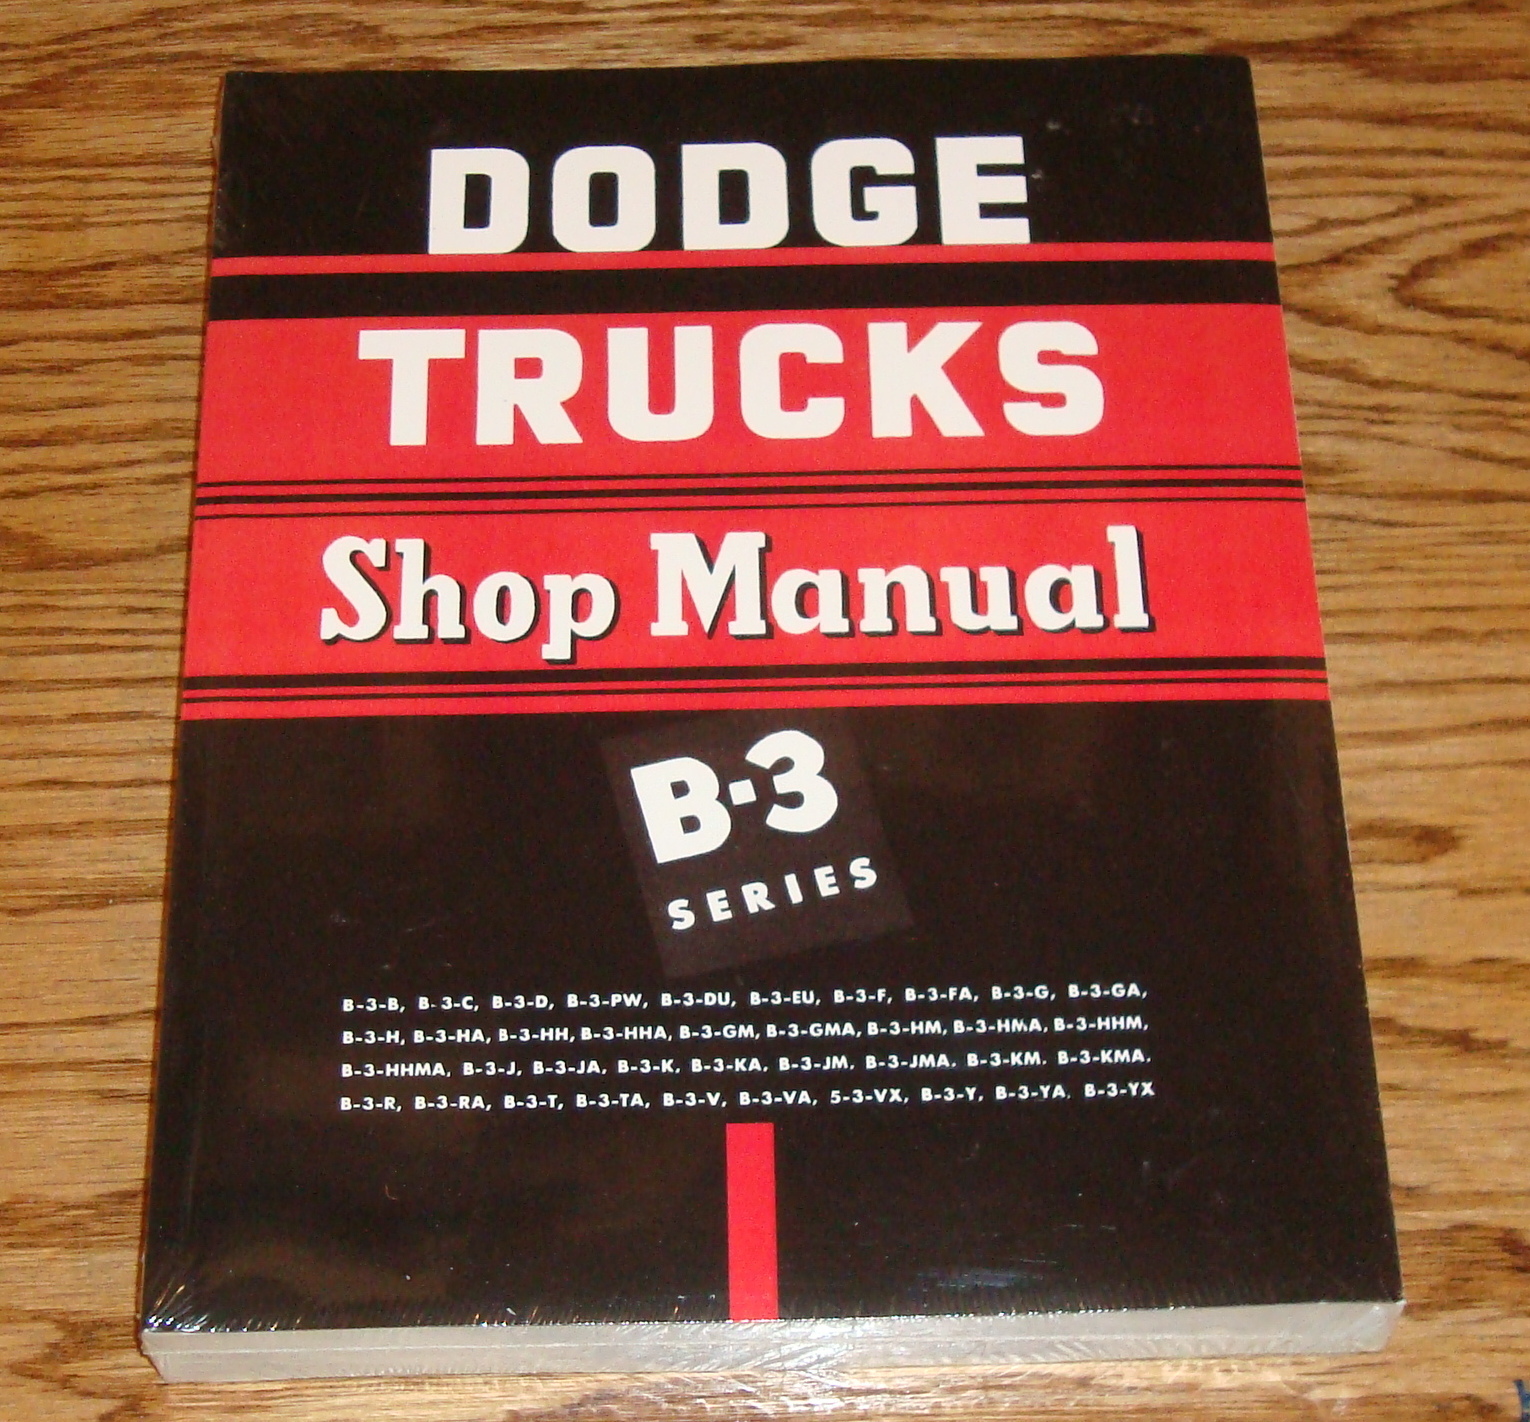 DODGE
TRUCKS
Shop Manual
B-3
SERIES
B-3-B, B-3-C, B-3-D, B-3-PW, B-3-DU, B-3-EU, B-3-F, B-3-FA, B-3-G, B-3-GA,
B-3-H, B-3-HA, B-3-HH, B-3-HHA, B-3-GM, B-3-GMA, B-3-HM, B-3-HMA, B-3-HHM,
B-3-HHMA, B-3-J, B-3-JA, B-3-K, B-3-KA, B-3-JM, B-3-JMA, B-3-KM, B-3-KMA,
B-3-R, B-3-RA, B-3-T, B-3-TA, B-3-V, B-3-VA, 5-3-VX, B-3-Y, B-3-YA, B-3-YX